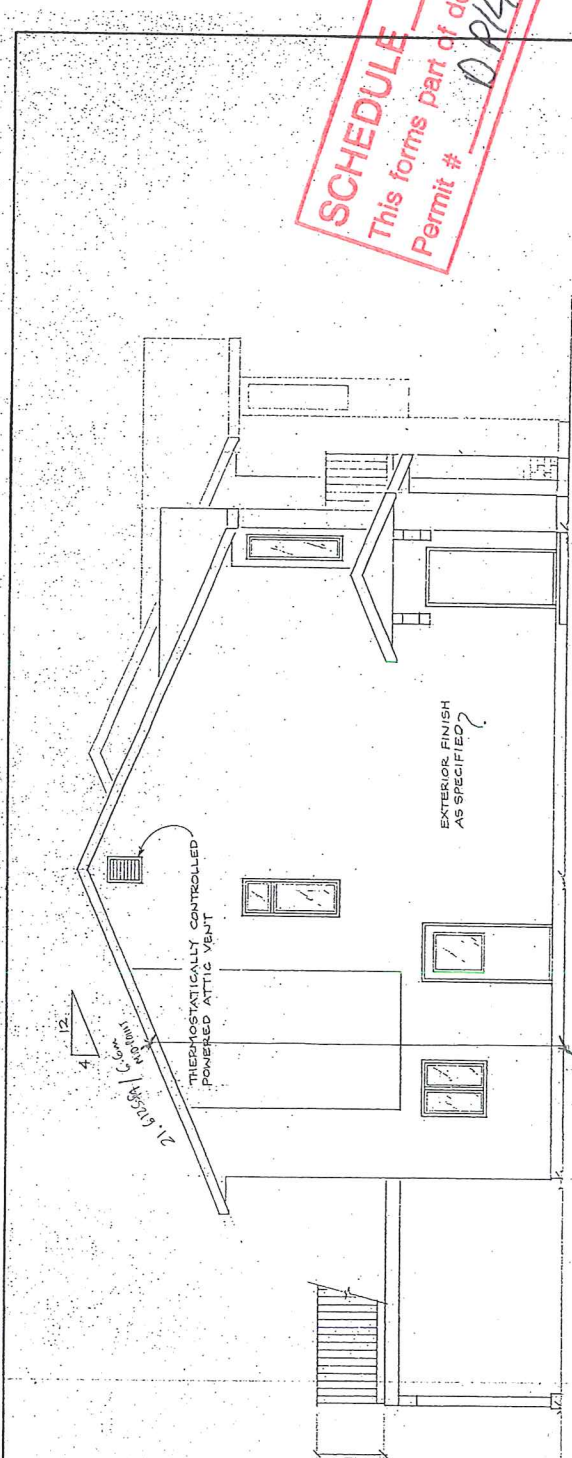 SCHEDULE
This forms part of
Permit #
12
4
THERMOSTATICALLY CONTROLLED
POWERED ATTIC VENT
EXTERIOR FINISH
AS SPECIFIED